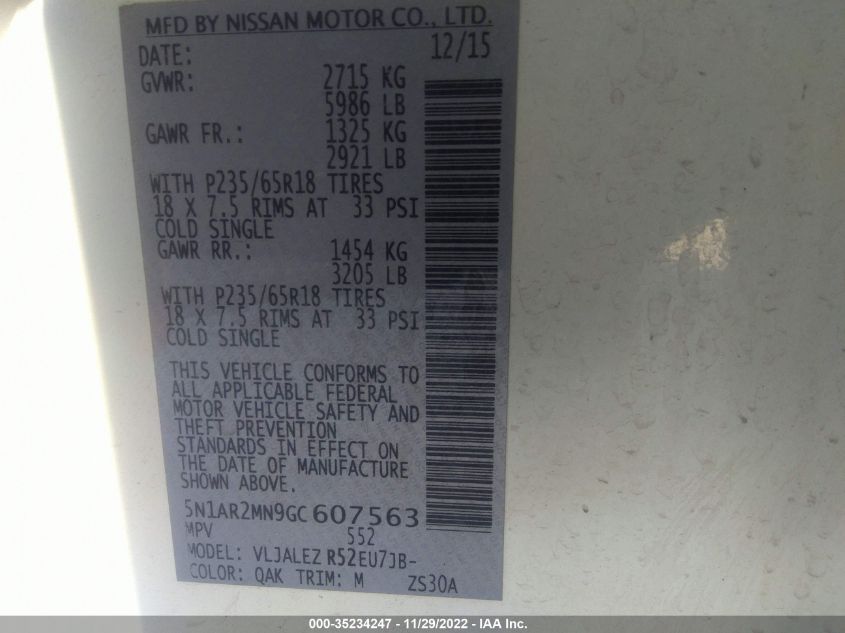 MFD BY NISSAN MOTOR CO., LTD.
DATE: 12/15
GVWR: 2715 KG
5986 LB
GAWR FR.: 1325 KG
2921 LB
WITH P235/65R18 TIRES
18 X 7.5 RIMS AT 33 PSI
COLD SINGLE
GAWR RR.: 1454 KG
3205 LB
WITH P235/65R18 TIRES
18 X 7.5 RIMS AT 33 PSI
COLD SINGLE
THIS VEHICLE CONFORMS TO
ALL APPLICABLE FEDERAL
MOTOR VEHICLE SAFETY AND
THEFT PREVENTION
STANDARDS IN EFFECT ON
THE DATE OF MANUFACTURE
SHOWN ABOVE.
5N1AR2MN9GC607563
MPV 552
MODEL: VLJALEZ R52EU7JB-
COLOR: QAK TRIM: M ZS30A
000-35234247 - 11/29/2022 - IAA Inc.